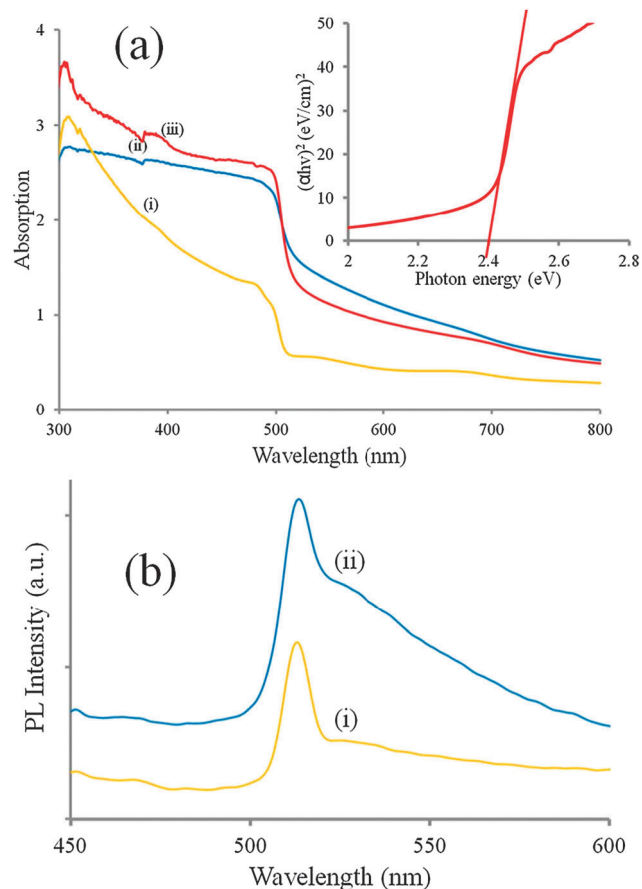 (a)
4
3
2
1
0
Absorption
(i)
(ii)
(iii)
300
400
500
600
700
800
Wavelength (nm)
50
40
30
20
10
0
(αhν)² (eV/cm)²
2
2.2
2.4
2.6
2.8
Photon energy (eV)
(b)
PL Intensity (a.u.)
(ii)
(i)
450
500
550
600
Wavelength (nm)